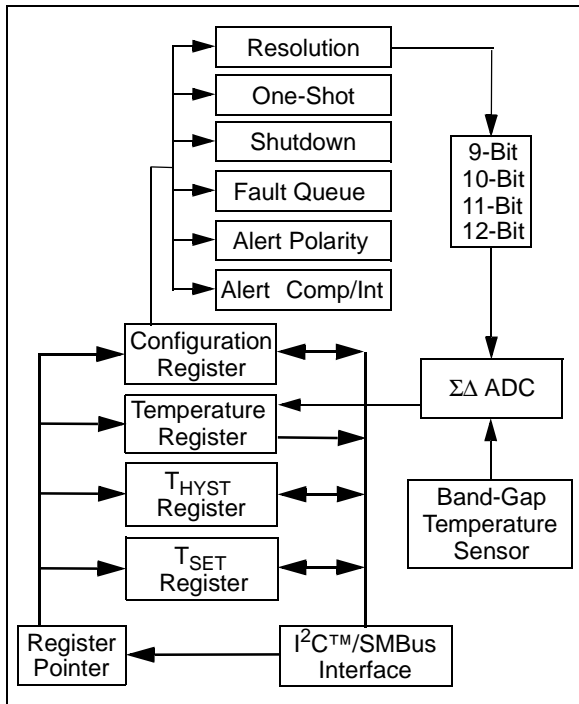 Resolution
One-Shot
Shutdown
Fault Queue
Alert Polarity
Alert Comp/Int
9-Bit
10-Bit
11-Bit
12-Bit
Configuration
Register
Temperature
Register
THYST
Register
TSET
Register
ΣΔ ADC
Band-Gap
Temperature
Sensor
Register
Pointer
I²C™/SMBus
Interface